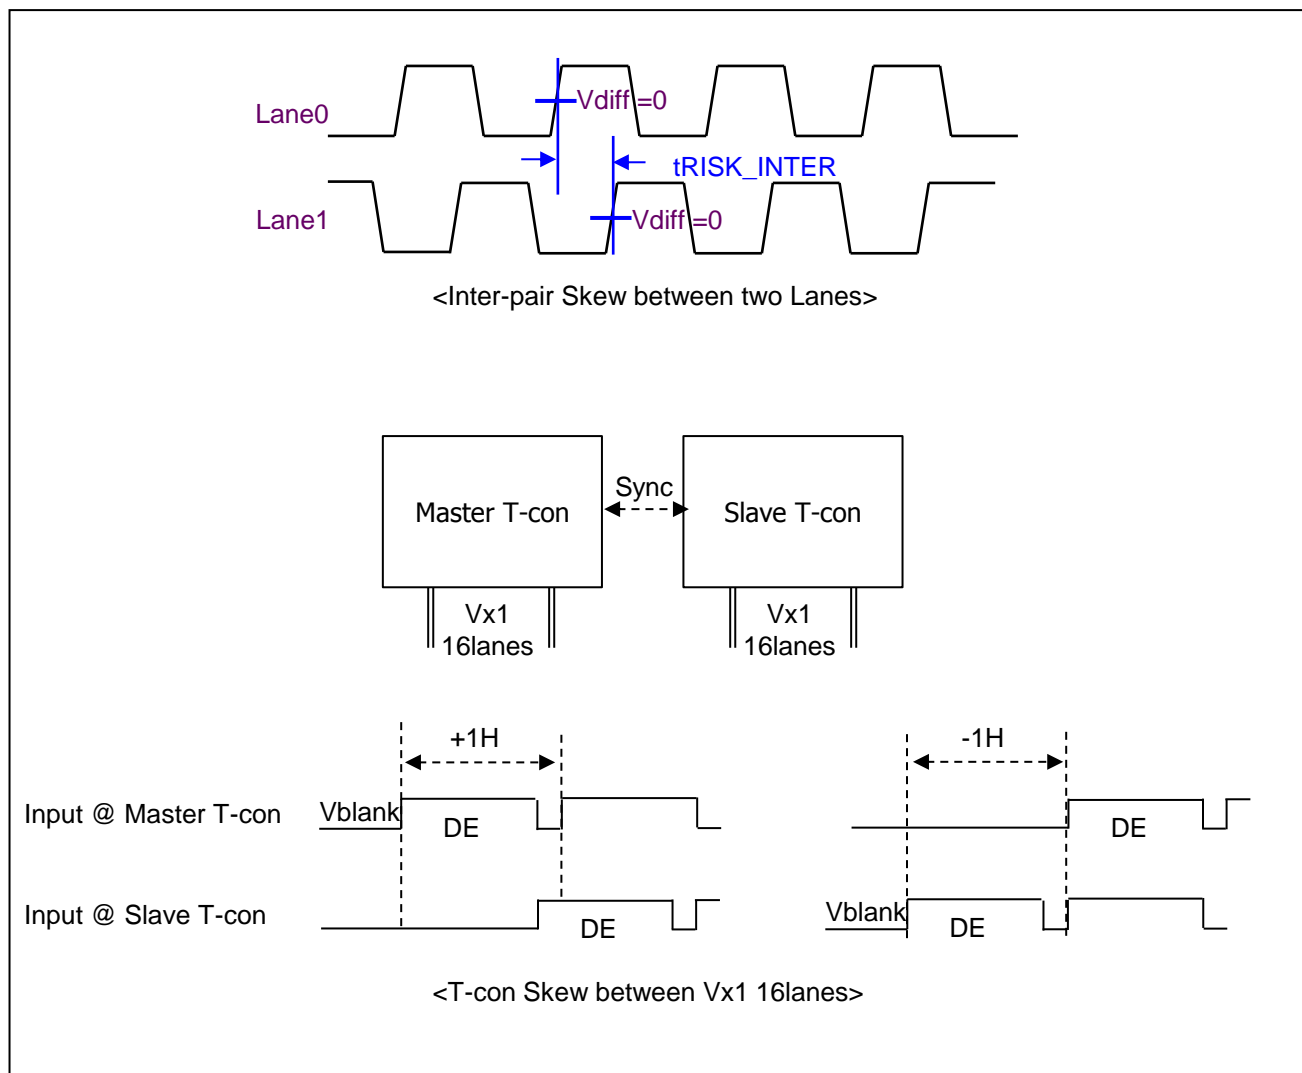 Lane0
Vdiff =0
tRISK_INTER
Lane1
Vdiff =0
<Inter-pair Skew between two Lanes>
Master T-con
Sync
Slave T-con
Vx1
16lanes
Vx1
16lanes
+1H
-1H
Input @ Master T-con
Vblank
DE
DE
Input @ Slave T-con
DE
Vblank
DE
<T-con Skew between Vx1 16lanes>